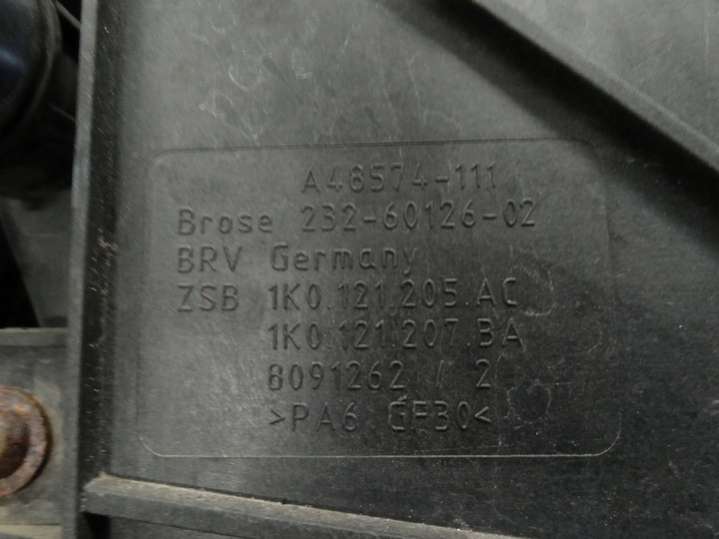 A48574-111
Brose 232-60126-02
BRV Germany
ZSB 1K0.121.205.AC
1K0.121.207.BA
8091262 / 2
>PA6 GF30<